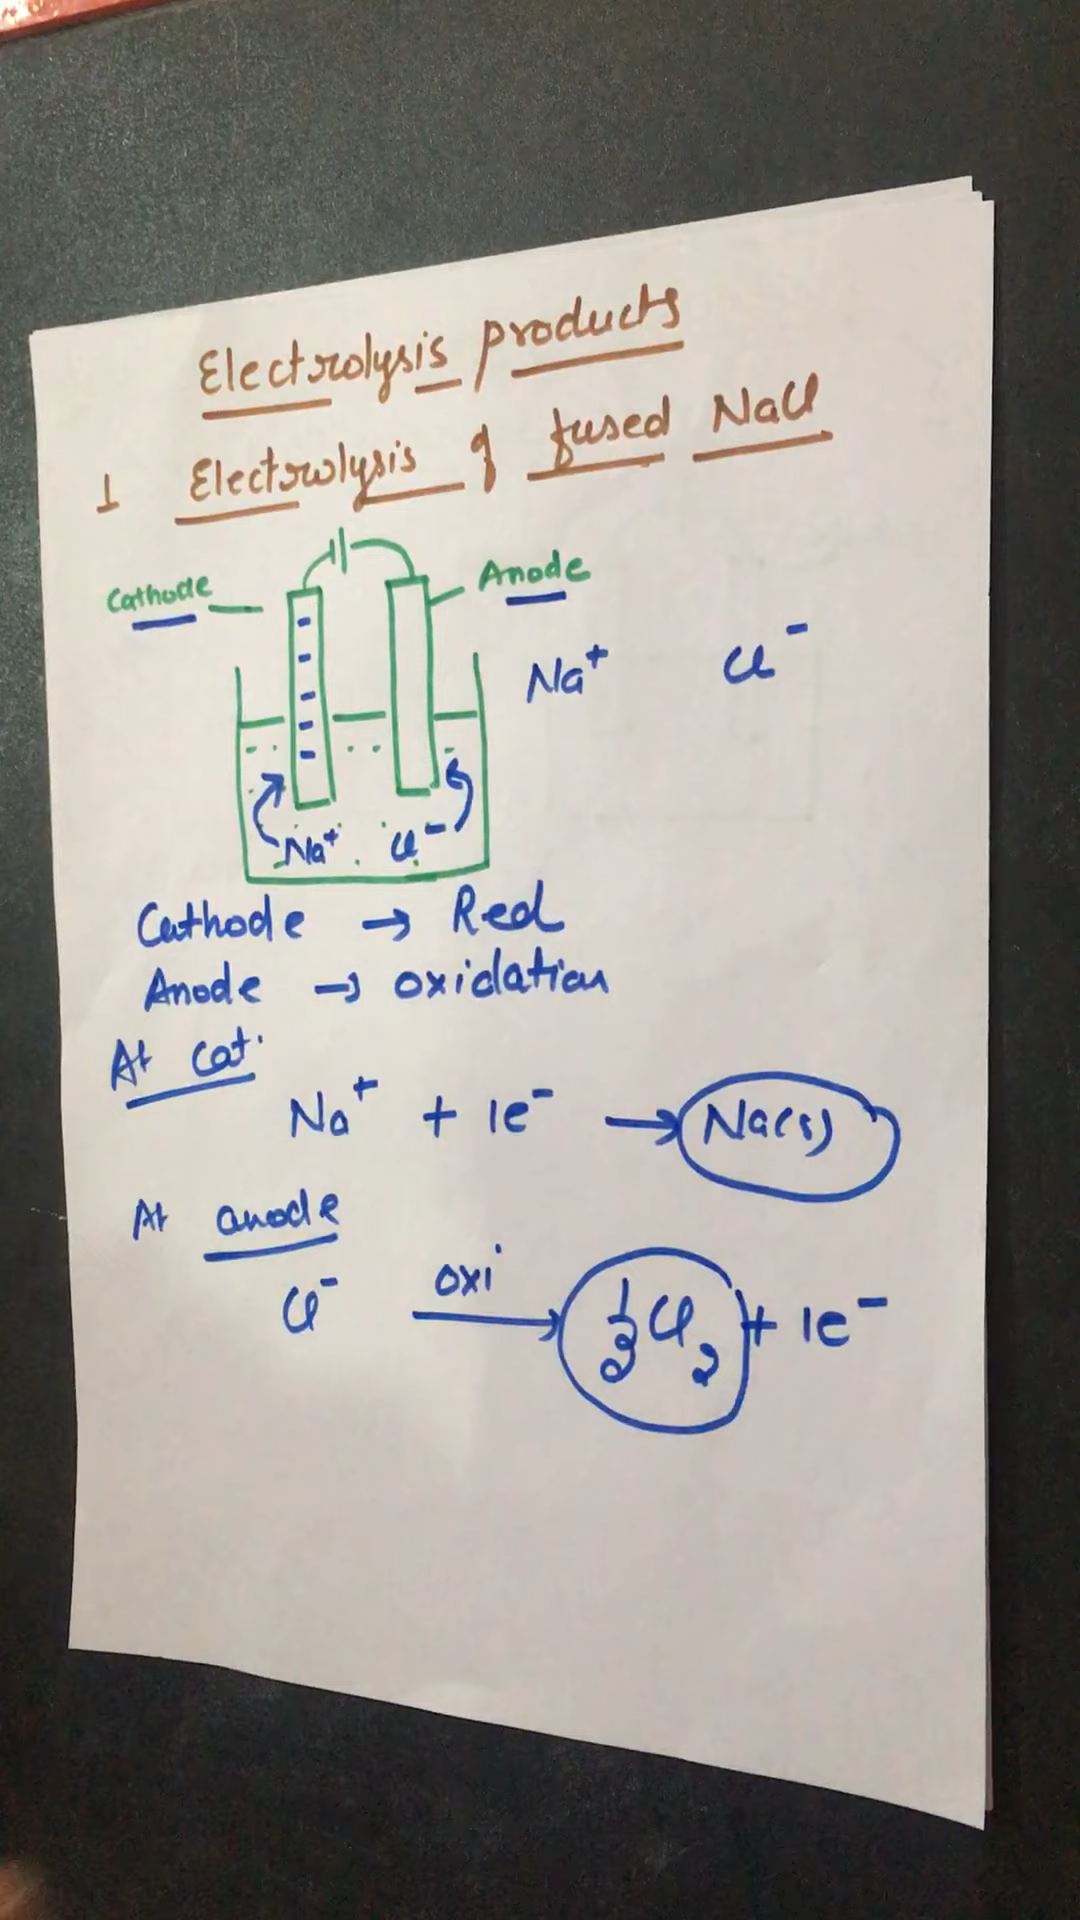 Electrolysis products
1 Electrolysis of fused NaCl
Cathode
Anode
Na⁺ Cl⁻
Na⁺ Cl⁻
Cathode → Red
Anode → oxidation
At cat.
Na⁺ + 1e⁻ → Na(s)
At anode
Cl⁻ oxi → ½Cl₂ + 1e⁻